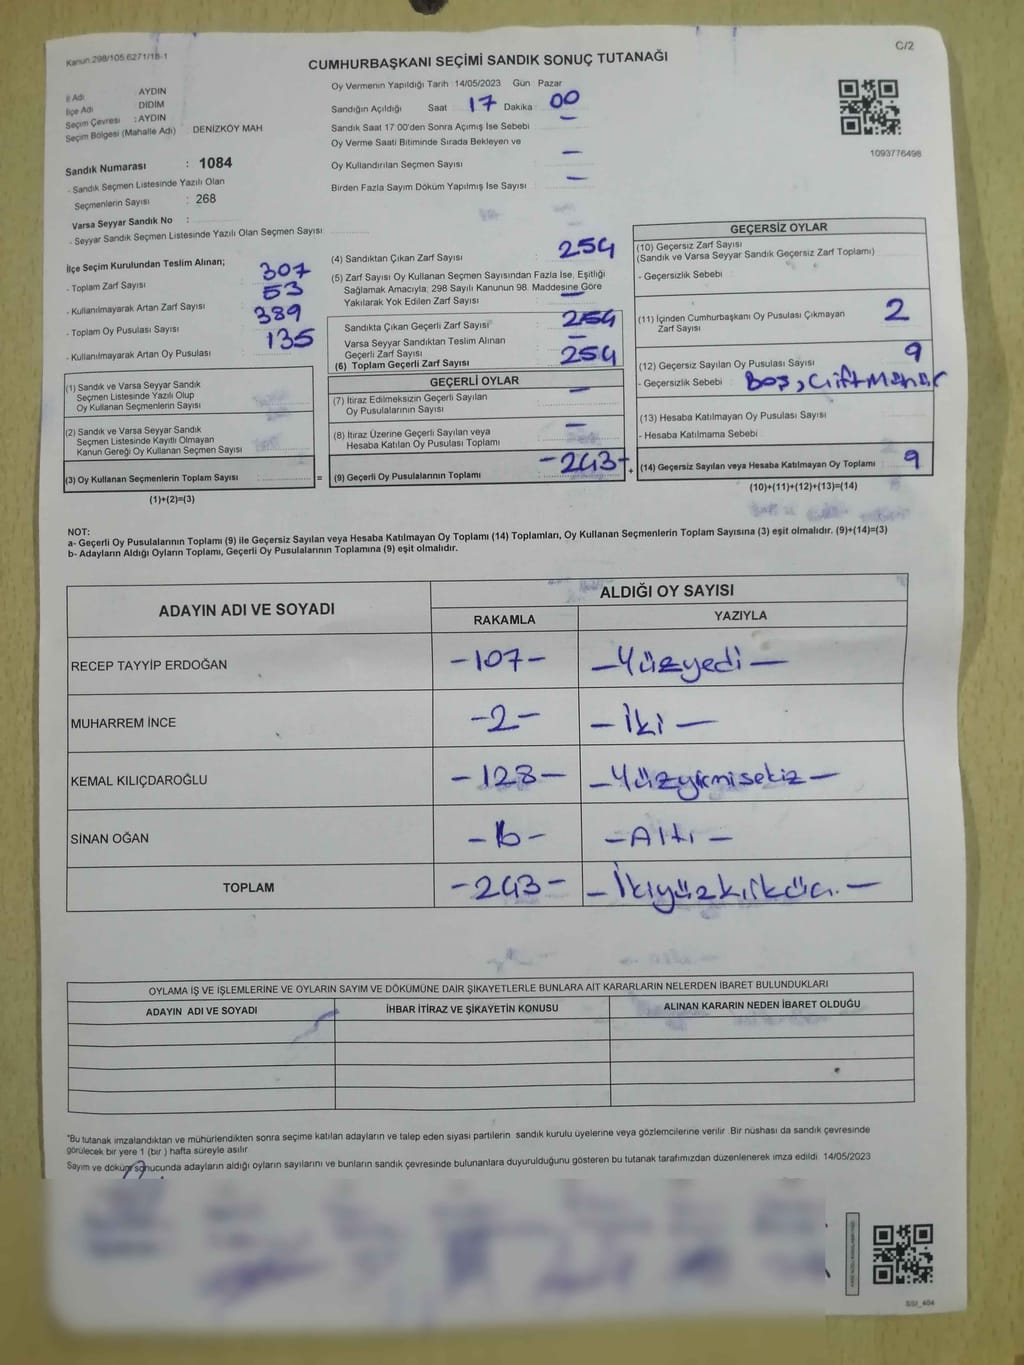 Kanun 298/105 6271/18-1
C/2
CUMHURBAŞKANI SEÇİMİ SANDIK SONUÇ TUTANAĞI
İl Adı AYDIN
İlçe Adı DİDİM
Seçim Çevresi : AYDIN
Seçim Bölgesi (Mahalle Adı) DENİZKÖY MAH
Oy Vermenin Yapıldığı Tarih 14/05/2023 Gün Pazar
Sandığın Açıldığı Saat 17 Dakika 00
Sandık Saat 17 00'den Sonra Açımış İse Sebebi —
Oy Verme Saati Bitiminde Sırada Bekleyen ve
Oy Kullandırılan Seçmen Sayısı —
Birden Fazla Sayım Döküm Yapılmış İse Sayısı —
1093776498
Sandık Numarası : 1084
- Sandık Seçmen Listesinde Yazılı Olan
Seçmenlerin Sayısı : 268
Varsa Seyyar Sandık No :
- Seyyar Sandık Seçmen Listesinde Yazılı Olan Seçmen Sayısı
İlçe Seçim Kurulundan Teslim Alınan;
- Toplam Zarf Sayısı 307
- Kullanılmayarak Artan Zarf Sayısı 53
- Toplam Oy Pusulası Sayısı 389
- Kullanılmayarak Artan Oy Pusulası 135
(1) Sandık ve Varsa Seyyar Sandık
Seçmen Listesinde Yazılı Olup
Oy Kullanan Seçmenlerin Sayısı
(2) Sandık ve Varsa Seyyar Sandık
Seçmen Listesinde Kayıtlı Olmayan
Kanun Gereği Oy Kullanan Seçmen Sayısı
(3) Oy Kullanan Seçmenlerin Toplam Sayısı =
(1)+(2)=(3)
(4) Sandıktan Çıkan Zarf Sayısı 254
(5) Zarf Sayısı Oy Kullanan Seçmen Sayısından Fazla İse, Eşitliği
Sağlamak Amacıyla; 298 Sayılı Kanunun 98. Maddesine Göre
Yakılarak Yok Edilen Zarf Sayısı —
Sandıkta Çıkan Geçerli Zarf Sayısı 254
Varsa Seyyar Sandıktan Teslim Alınan
Geçerli Zarf Sayısı
(6) Toplam Geçerli Zarf Sayısı 254
GEÇERLİ OYLAR
(7) İtiraz Edilmeksizin Geçerli Sayılan
Oy Pusulalarının Sayısı —
(8) İtiraz Üzerine Geçerli Sayılan veya
Hesaba Katılan Oy Pusulası Toplamı —
(9) Geçerli Oy Pusulalarının Toplamı -243- +
GEÇERSİZ OYLAR
(10) Geçersiz Zarf Sayısı
(Sandık ve Varsa Seyyar Sandık Geçersiz Zarf Toplamı)
- Geçersizlik Sebebi
(11) İçinden Cumhurbaşkanı Oy Pusulası Çıkmayan
Zarf Sayısı 2
(12) Geçersiz Sayılan Oy Pusulası Sayısı 9
- Geçersizlik Sebebi : Boş, Çift Mühür
(13) Hesaba Katılmayan Oy Pusulası Sayısı
- Hesaba Katılmama Sebebi
(14) Geçersiz Sayılan veya Hesaba Katılmayan Oy Toplamı 9
(10)+(11)+(12)+(13)=(14)
NOT:
a- Geçerli Oy Pusulalarının Toplamı (9) ile Geçersiz Sayılan veya Hesaba Katılmayan Oy Toplamı (14) Toplamları, Oy Kullanan Seçmenlerin Toplam Sayısına (3) eşit olmalıdır. (9)+(14)=(3)
b- Adayların Aldığı Oyların Toplamı, Geçerli Oy Pusulalarının Toplamına (9) eşit olmalıdır.
ADAYIN ADI VE SOYADI ALDIĞI OY SAYISI
RAKAMLA YAZIYLA
RECEP TAYYİP ERDOĞAN -107- -Yüzyedi-
MUHARREM İNCE -2- -İki-
KEMAL KILIÇDAROĞLU -128- -Yüzyirmisekiz-
SİNAN OĞAN -6- -Altı-
TOPLAM -243- -İkiyüzkırküç.-
OYLAMA İŞ VE İŞLEMLERİNE VE OYLARIN SAYIM VE DÖKÜMÜNE DAİR ŞİKAYETLERLE BUNLARA AİT KARARLARIN NELERDEN İBARET BULUNDUKLARI
ADAYIN ADI VE SOYADI İHBAR İTİRAZ VE ŞİKAYETİN KONUSU ALINAN KARARIN NEDEN İBARET OLDUĞU
*Bu tutanak imzalandıktan ve mühürlendikten sonra seçime katılan adayların ve talep eden siyasi partilerin sandık kurulu üyelerine veya gözlemcilerine verilir. Bir nüshası da sandık çevresinde
görülecek bir yere 1 (bir ) hafta süreyle asılır
Sayım ve döküm sonucunda adayların aldığı oyların sayılarını ve bunların sandık çevresinde bulunanlara duyurulduğunu gösteren bu tutanak tarafımızdan düzenlenerek imza edildi. 14/05/2023
SSI_404